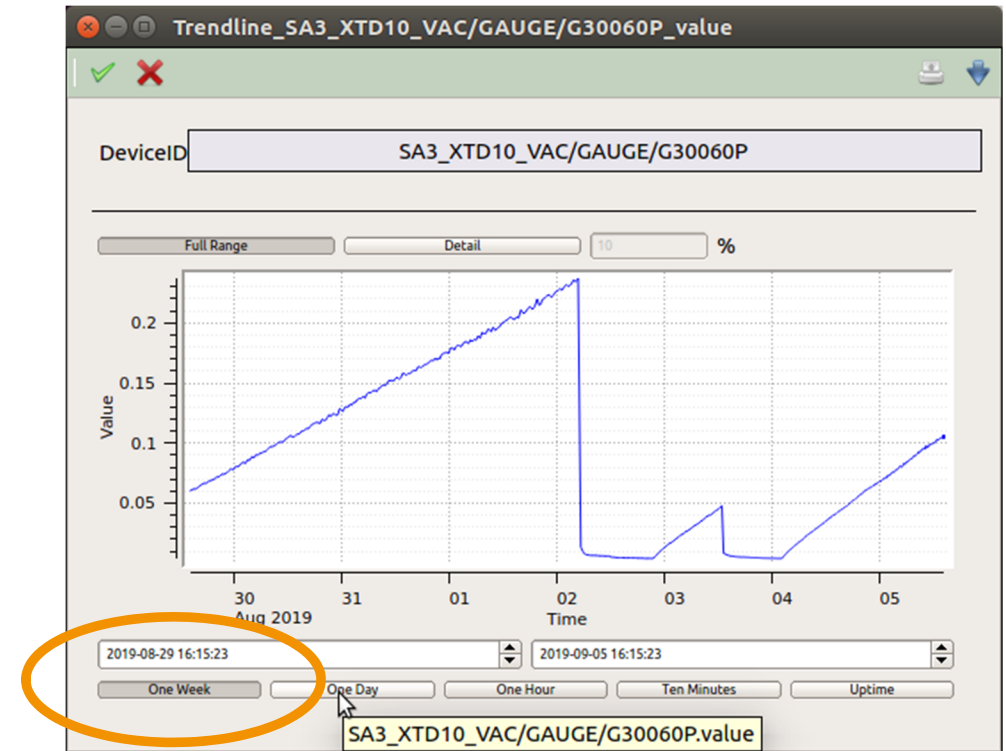 Trendline_SA3_XTD10_VAC/GAUGE/G30060P_value
DeviceID SA3_XTD10_VAC/GAUGE/G30060P
Full Range Detail 10 %
0.2
0.15
0.1
0.05
Value
30 31 01 02 03 04 05
Aug 2019 Time
2019-08-29 16:15:23 2019-09-05 16:15:23
One Week One Day One Hour Ten Minutes Uptime
SA3_XTD10_VAC/GAUGE/G30060P.value